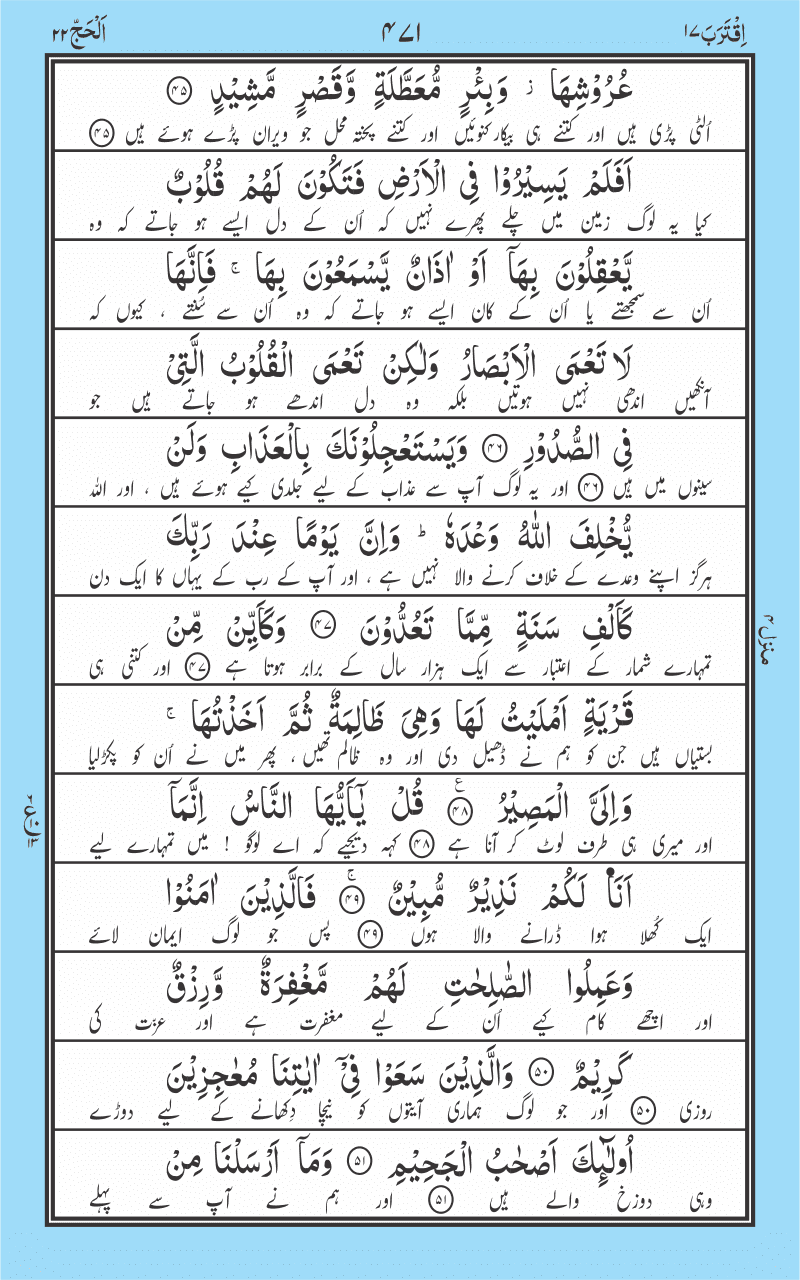 اِقْتَرَبَ ١٧
٤٧١
اَلْحَجّ ٢٢
عُرُوْشِهَا ز وَبِئْرٍ مُّعَطَّلَةٍ وَّقَصْرٍ مَّشِيْدٍ ۴۵
اُلٹی پڑی ہیں اور کتنے ہی بیکار کنوئیں اور کتنے پختہ محل جو ویران پڑے ہوئے ہیں ۴۵
اَفَلَمْ يَسِيْرُوْا فِي الْاَرْضِ فَتَكُوْنَ لَهُمْ قُلُوْبٌ
کیا یہ لوگ زمین میں چلے پھرے نہیں کہ اُن کے دل ایسے ہو جاتے کہ وہ
يَّعْقِلُوْنَ بِهَآ اَوْ اٰذَانٌ يَّسْمَعُوْنَ بِهَا ۚ فَاِنَّهَا
اُن سے سمجھتے یا اُن کے کان ایسے ہو جاتے کہ وہ اُن سے سُنتے ، کیوں کہ
لَا تَعْمَى الْاَبْصَارُ وَلٰكِنْ تَعْمَى الْقُلُوْبُ الَّتِيْ
آنکھیں اندھی نہیں ہوتیں بلکہ وہ دل اندھے ہو جاتے ہیں جو
فِي الصُّدُوْرِ ۴۶ وَيَسْتَعْجِلُوْنَكَ بِالْعَذَابِ وَلَنْ
سینوں میں ہیں ۴۶ اور یہ لوگ آپ سے عذاب کے لیے جلدی کیے ہوئے ہیں ، اور اللہ
يُّخْلِفَ اللّٰهُ وَعْدَهٗ ؕ وَاِنَّ يَوْمًا عِنْدَ رَبِّكَ
ہرگز اپنے وعدے کے خلاف کرنے والا نہیں ہے ، اور آپ کے رب کے یہاں کا ایک دن
كَاَلْفِ سَنَةٍ مِّمَّا تَعُدُّوْنَ ۴۷ وَكَاَيِّنْ مِّنْ
تمہارے شمار کے اعتبار سے ایک ہزار سال کے برابر ہوتا ہے ۴۷ اور کتنی ہی
منزل ۴
قَرْيَةٍ اَمْلَيْتُ لَهَا وَهِيَ ظَالِمَةٌ ثُمَّ اَخَذْتُهَا ۚ
بستیاں ہیں جن کو ہم نے ڈھیل دی اور وہ ظالم تھیں ، پھر میں نے اُن کو پکڑلیا
وَاِلَيَّ الْمَصِيْرُ ۴۸ ع قُلْ يٰٓاَيُّهَا النَّاسُ اِنَّمَآ
اور میری ہی طرف لوٹ کر آنا ہے ۴۸ کہہ دیجیے کہ اے لوگو ! میں تمہارے لیے
اَنَا لَكُمْ نَذِيْرٌ مُّبِيْنٌ ۴۹ ۚ فَالَّذِيْنَ اٰمَنُوْا
ایک کُھلا ہوا ڈرانے والا ہوں ۴۹ پس جو لوگ ایمان لائے
وَعَمِلُوا الصّٰلِحٰتِ لَهُمْ مَّغْفِرَةٌ وَّرِزْقٌ
اور اچھے کام کیے اُن کے لیے مغفرت ہے اور عزت کی
كَرِيْمٌ ۵۰ وَالَّذِيْنَ سَعَوْا فِيْٓ اٰيٰتِنَا مُعٰجِزِيْنَ
روزی ۵۰ اور جو لوگ ہماری آیتوں کو نیچا دِکھانے کے لیے دوڑے
اُولٰٓئِكَ اَصْحٰبُ الْجَحِيْمِ ۵۱ وَمَآ اَرْسَلْنَا مِنْ
وہی دوزخ والے ہیں ۵۱ اور ہم نے آپ سے پہلے